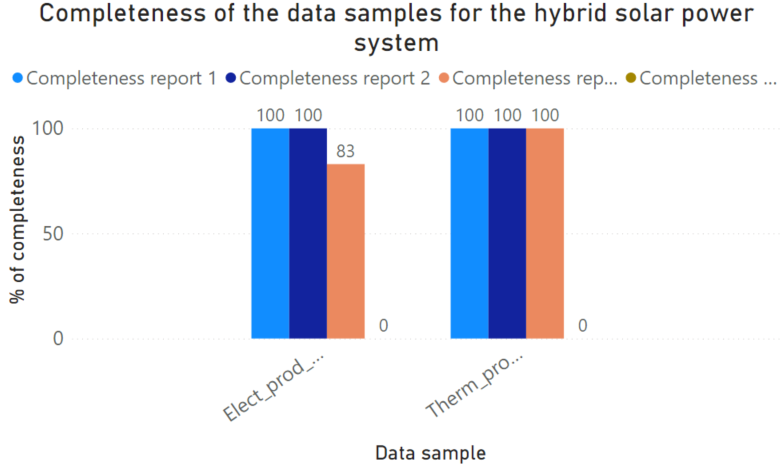 Completeness of the data samples for the hybrid solar power
system
Completeness report 1 Completeness report 2 Completeness rep... Completeness ...
100 100 83 0 100 100 100 0
100
50
0
% of completeness
Elect_prod_... Therm_pro...
Data sample